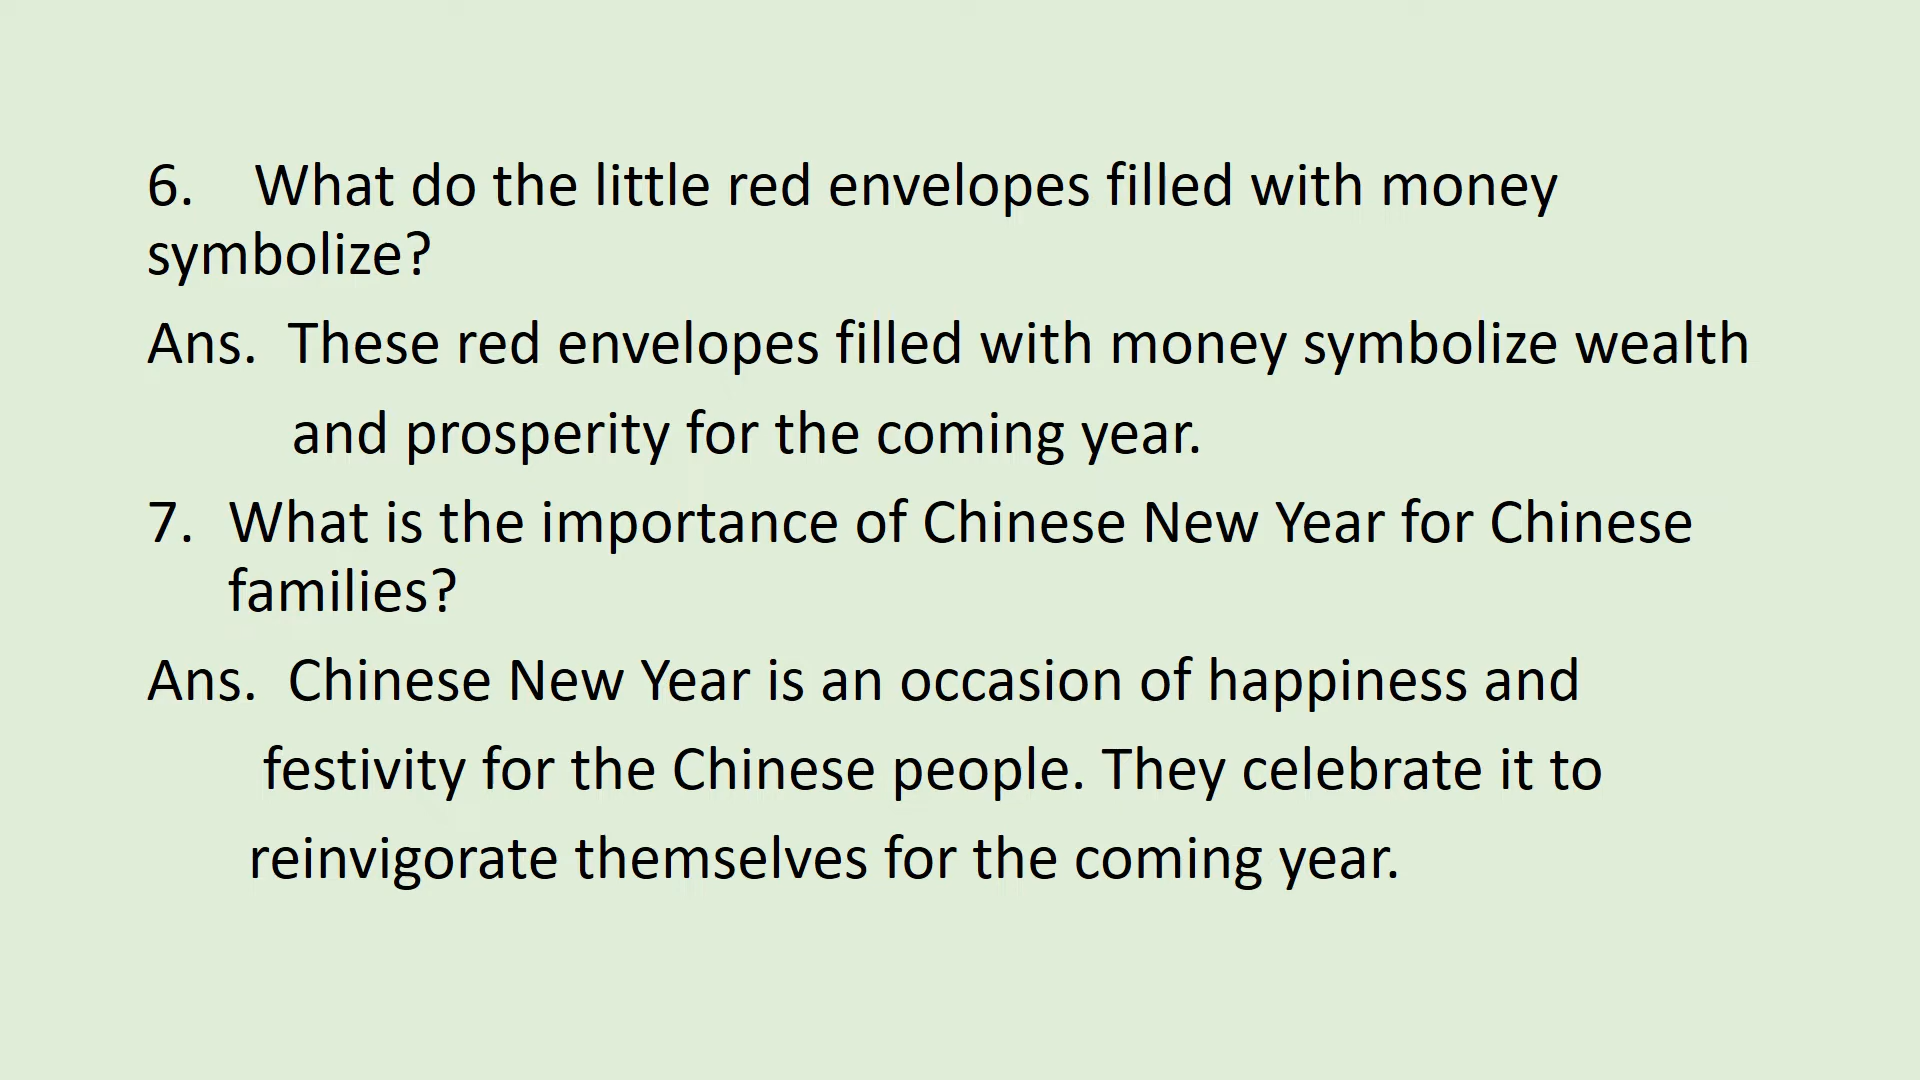 6. What do the little red envelopes filled with money
symbolize?
Ans. These red envelopes filled with money symbolize wealth
and prosperity for the coming year.
7. What is the importance of Chinese New Year for Chinese
families?
Ans. Chinese New Year is an occasion of happiness and
festivity for the Chinese people. They celebrate it to
reinvigorate themselves for the coming year.